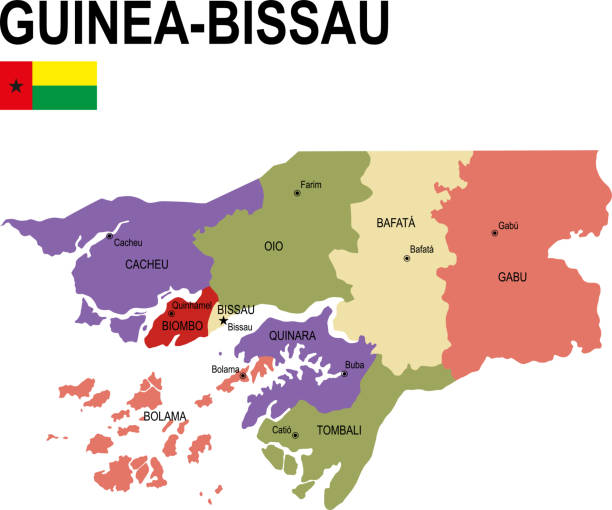 GUINEA-BISSAU
Farim
BAFATÁ
Gabú
Cacheu
OIO
Bafatá
CACHEU
GABU
Quinhamel
BISSAU
BIOMBO
Bissau
QUINARA
Bolama
Buba
BOLAMA
Catió
TOMBALI